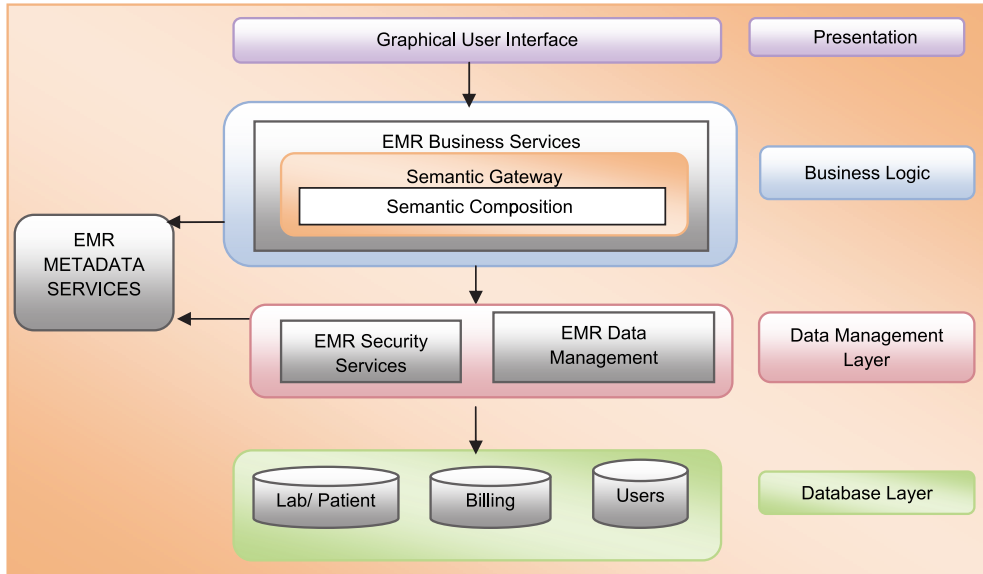 Graphical User Interface
Presentation
EMR Business Services
Semantic Gateway
Semantic Composition
Business Logic
EMR
METADATA
SERVICES
EMR Security
Services
EMR Data
Management
Data Management
Layer
Lab/ Patient
Billing
Users
Database Layer